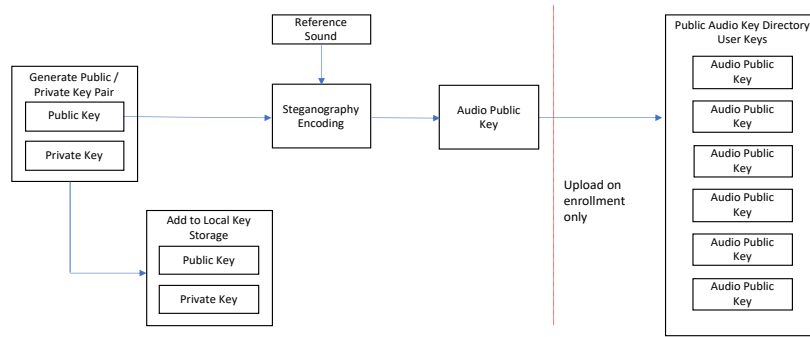 Reference
Sound
Generate Public /
Private Key Pair
Public Key
Private Key
Steganography
Encoding
Audio Public
Key
Add to Local Key
Storage
Public Key
Private Key
Upload on
enrollment
only
Public Audio Key Directory
User Keys
Audio Public
Key
Audio Public
Key
Audio Public
Key
Audio Public
Key
Audio Public
Key
Audio Public
Key